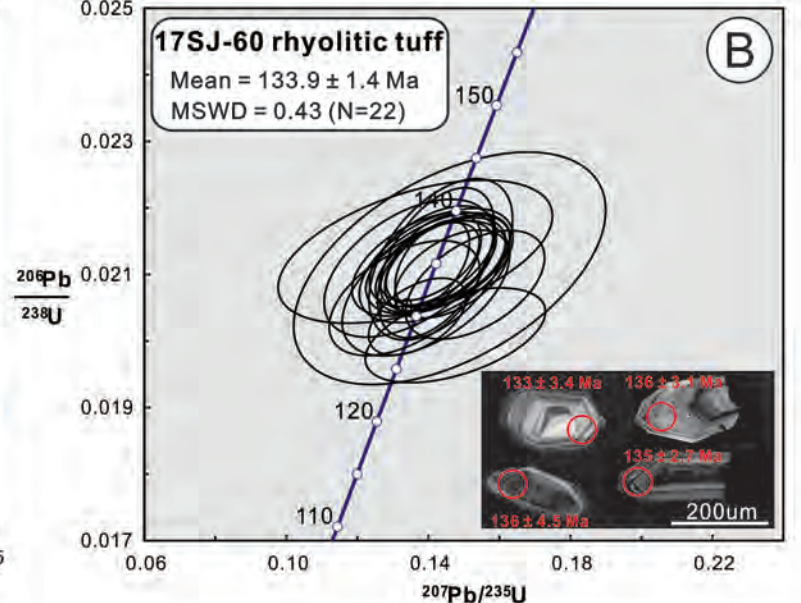 0.025
17SJ-60 rhyolitic tuff
Mean = 133.9 ± 1.4 Ma
MSWD = 0.43 (N=22)
B
150
0.023
140
206Pb
238U
0.021
0.019
120
133 ± 3.4 Ma
136 ± 3.1 Ma
135 ± 2.7 Ma
136 ± 4.5 Ma
200um
110
0.017
0.06
0.10
0.14
0.18
0.22
207Pb/235U